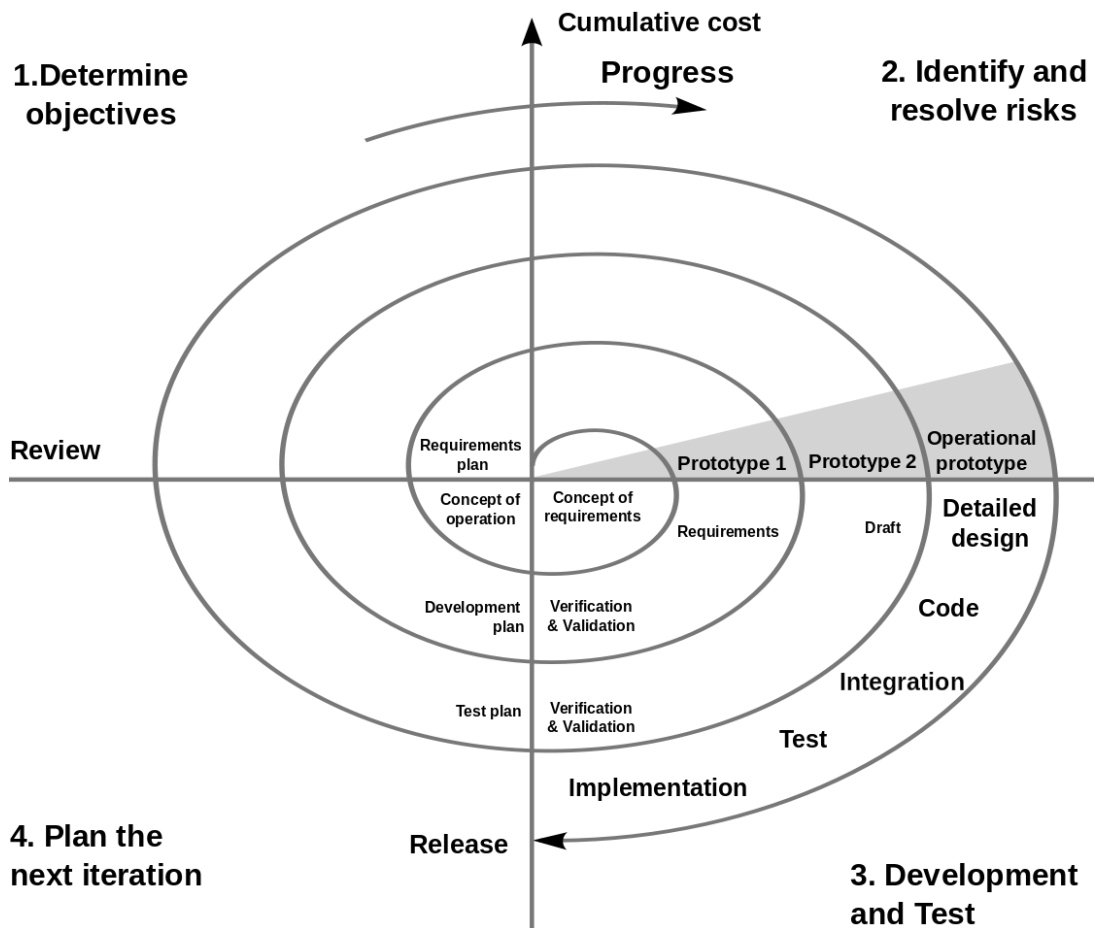 Cumulative cost
Progress
1.Determine
objectives
2. Identify and
resolve risks
Review
Requirements
plan
Prototype 1
Prototype 2
Operational
prototype
Concept of
operation
Concept of
requirements
Requirements
Draft
Detailed
design
Code
Development
plan
Verification
& Validation
Integration
Test plan
Verification
& Validation
Test
Implementation
Release
4. Plan the
next iteration
3. Development
and Test